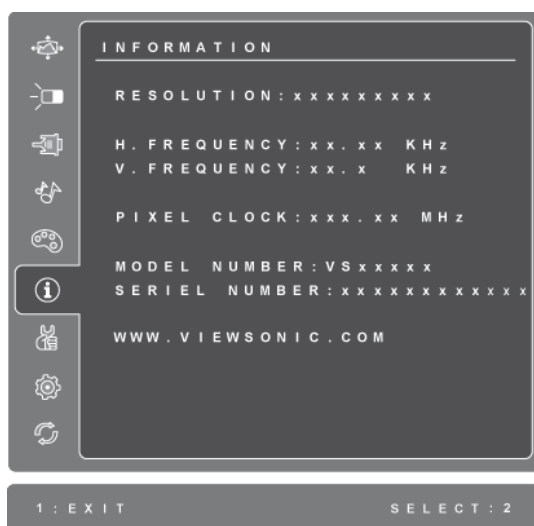 INFORMATION
RESOLUTION:xxxxxxxxx
H. FREQUENCY:xx.xx KHz
V. FREQUENCY:xx.x KHz
PIXEL CLOCK:xxx.xx MHz
MODEL NUMBER:VSxxxxx
SERIEL NUMBER:xxxxxxxxxxxx
WWW.VIEWSONIC.COM
1:EXIT SELECT:2